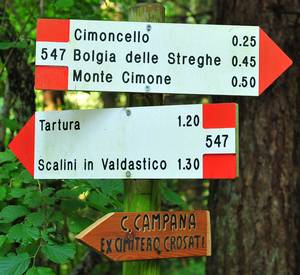 Cimoncello 0.25
547 Bolgia delle Streghe 0.45
Monte Cimone 0.50
Tartura 1.20
547
Scalini in Valdastico 1.30
C. CAMPANA
EX CIMITERO CROSATI